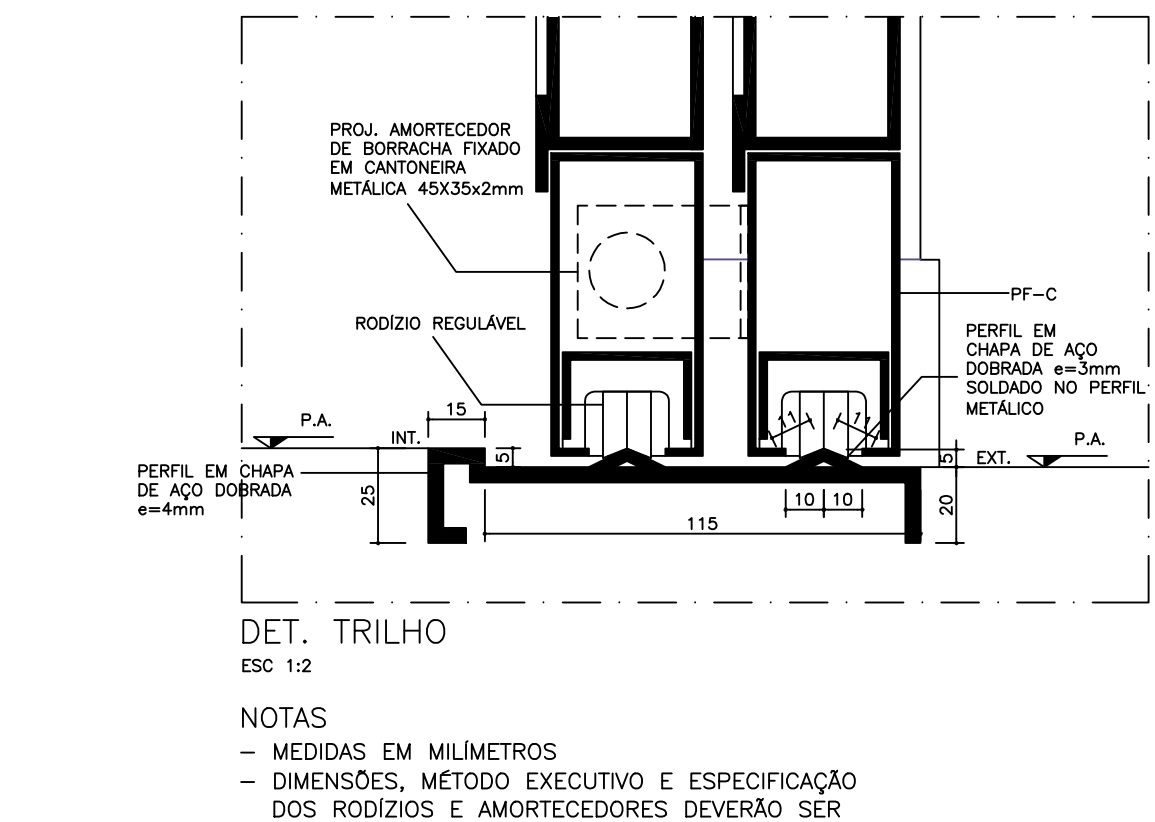 PROJ. AMORTECEDOR
DE BORRACHA FIXADO
EM CANTONEIRA
METÁLICA 45X35x2mm
RODÍZIO REGULÁVEL
PF-C
PERFIL EM
CHAPA DE AÇO
DOBRADA e=3mm
SOLDADO NO PERFIL
METÁLICO
15
P.A.
INT.
5
11
11
P.A.
EXT.
5
PERFIL EM CHAPA
DE AÇO DOBRADA
e=4mm
25
10
10
20
115
DET. TRILHO
ESC 1:2
NOTAS
- MEDIDAS EM MILÍMETROS
- DIMENSÕES, MÉTODO EXECUTIVO E ESPECIFICAÇÃO
DOS RODÍZIOS E AMORTECEDORES DEVERÃO SER